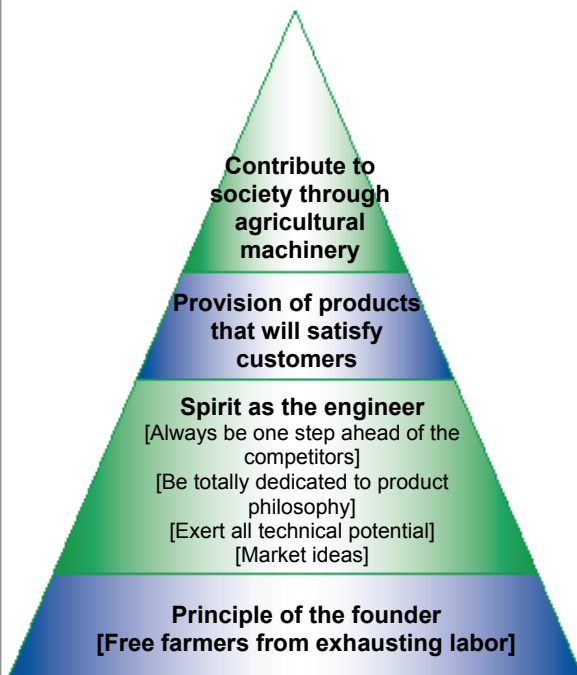 Contribute to
society through
agricultural
machinery
Provision of products
that will satisfy
customers
Spirit as the engineer
[Always be one step ahead of the
competitors]
[Be totally dedicated to product
philosophy]
[Exert all technical potential]
[Market ideas]
Principle of the founder
[Free farmers from exhausting labor]